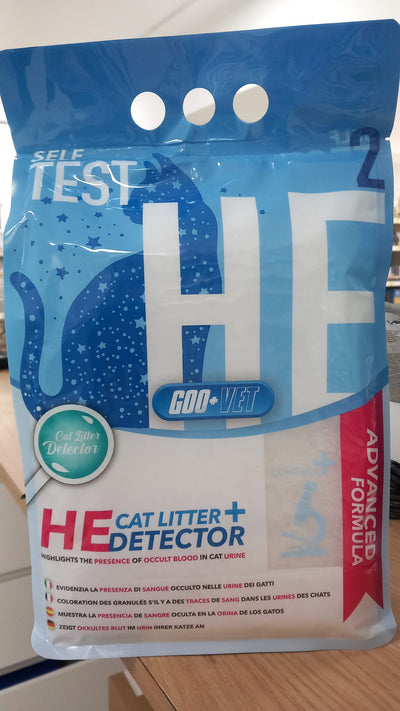 SELF
TEST
2
HE
GOO+VET
Cat Litter
Detector
ADVANCED
FORMULA
HE CAT LITTER +
DETECTOR
HIGHLIGHTS THE PRESENCE OF OCCULT BLOOD IN CAT URINE
EVIDENZIA LA PRESENZA DI SANGUE OCCULTO NELLE URINE DEI GATTI
COLORATION DES GRANULÉS S'IL Y A DES TRACES DE SANG DANS LES URINES DES CHATS
MUESTRA LA PRESENCIA DE SANGRE OCULTA EN LA ORINA DE LOS GATOS
ZEIGT OKKULTES BLUT IM URIN IHRER KATZE AN